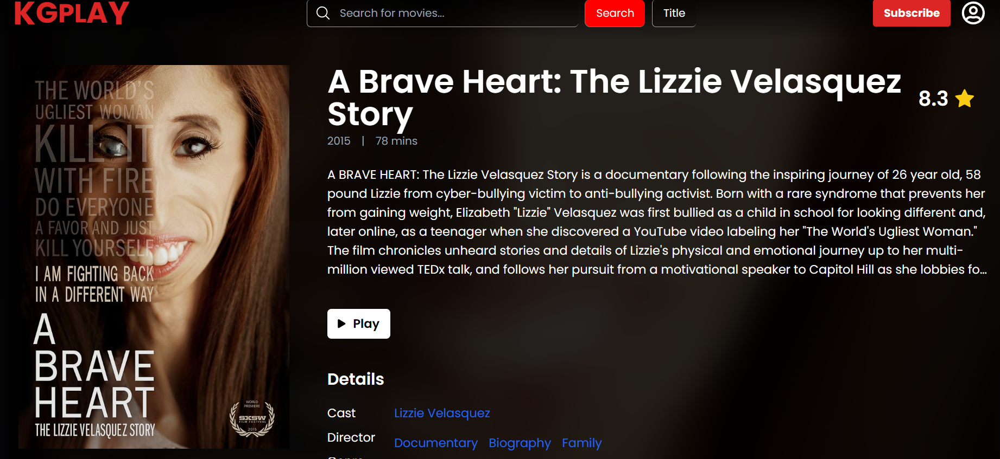 KGPLAY
Search for movies...
Search
Title
Subscribe
THE WORLD'S
UGLIEST WOMAN
KILL IT
WITH FIRE
DO EVERYONE
A FAVOR AND JUST
KILL YOURSELF
I AM FIGHTING BACK
IN A DIFFERENT WAY
A
BRAVE
HEART
THE LIZZIE VELASQUEZ STORY
WORLD
PREMIERE
SXSW
FILM FESTIVAL
2015
A Brave Heart: The Lizzie Velasquez
Story
8.3
2015 | 78 mins
A BRAVE HEART: The Lizzie Velasquez Story is a documentary following the inspiring journey of 26 year old, 58
pound Lizzie from cyber-bullying victim to anti-bullying activist. Born with a rare syndrome that prevents her
from gaining weight, Elizabeth "Lizzie" Velasquez was first bullied as a child in school for looking different and,
later online, as a teenager when she discovered a YouTube video labeling her "The World's Ugliest Woman."
The film chronicles unheard stories and details of Lizzie's physical and emotional journey up to her multi-
million viewed TEDx talk, and follows her pursuit from a motivational speaker to Capitol Hill as she lobbies fo...
Play
Details
Cast Lizzie Velasquez
Director
Documentary Biography Family